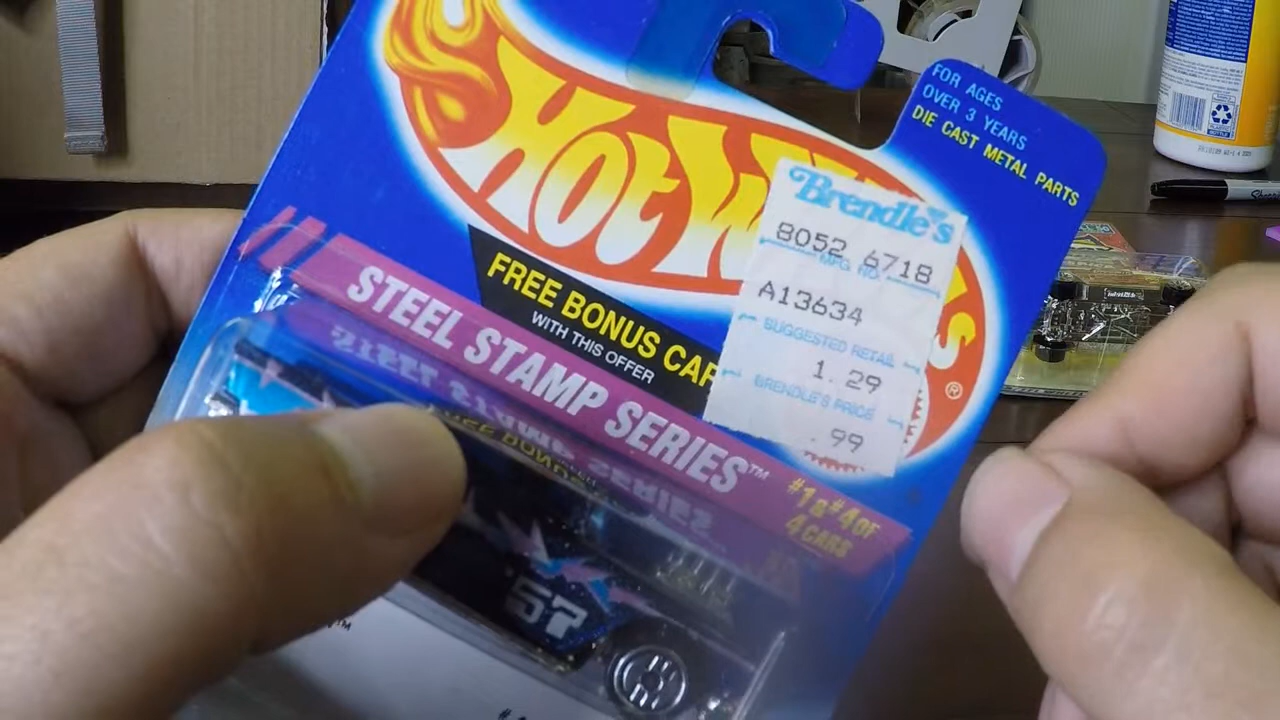 FOR AGES
OVER 3 YEARS
DIE CAST METAL PARTS
HOT W S
®
Brendle's
8052 6718
MFG NO.
A13634
SUGGESTED RETAIL
1.29
BRENDLE'S PRICE
.99
FREE BONUS CAR
WITH THIS OFFER
STEEL STAMP SERIES™
#1 & #4 OF
4 CARS
'57